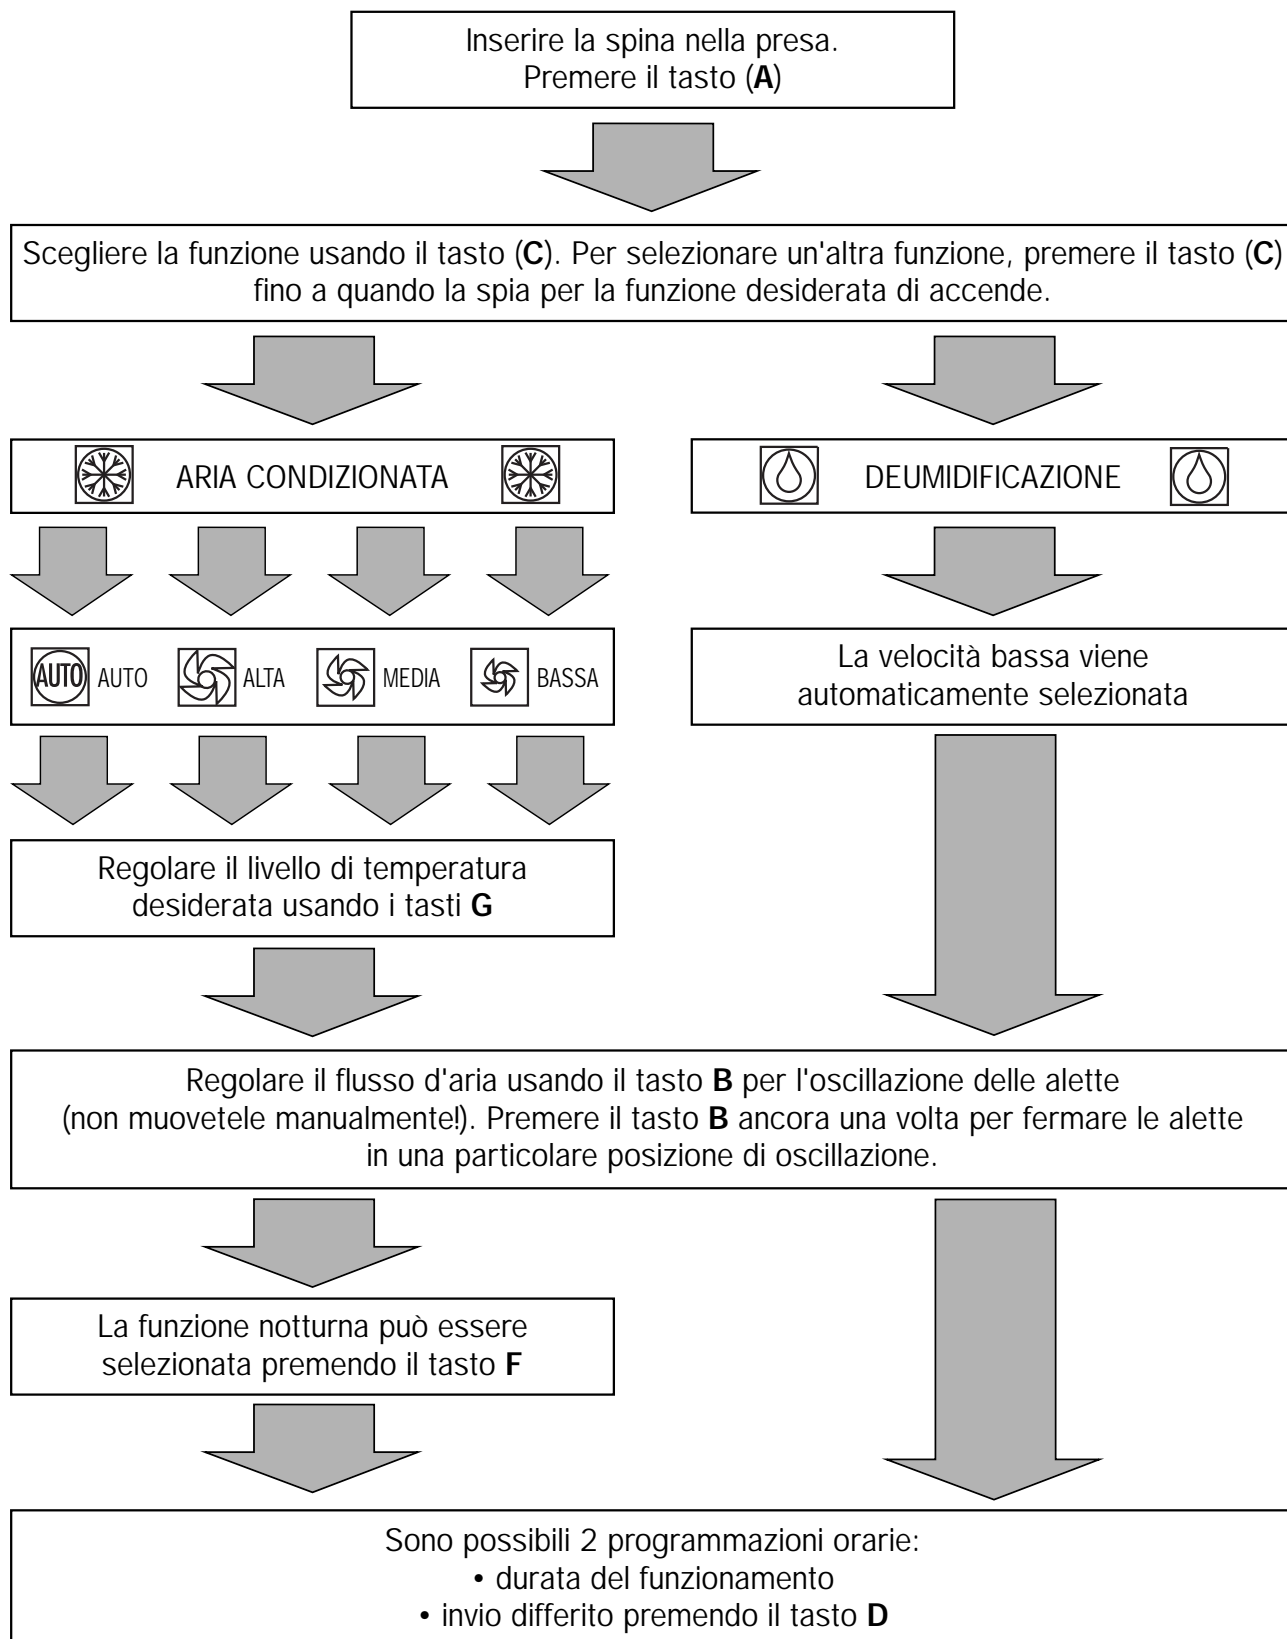 Inserire la spina nella presa.
Premere il tasto (A)
Scegliere la funzione usando il tasto (C). Per selezionare un'altra funzione, premere il tasto (C)
fino a quando la spia per la funzione desiderata di accende.
ARIA CONDIZIONATA
DEUMIDIFICAZIONE
AUTO AUTO ALTA MEDIA BASSA
La velocità bassa viene
automaticamente selezionata
Regolare il livello di temperatura
desiderata usando i tasti G
Regolare il flusso d'aria usando il tasto B per l'oscillazione delle alette
(non muovetele manualmente!). Premere il tasto B ancora una volta per fermare le alette
in una particolare posizione di oscillazione.
La funzione notturna può essere
selezionata premendo il tasto F
Sono possibili 2 programmazioni orarie:
• durata del funzionamento
• invio differito premendo il tasto D